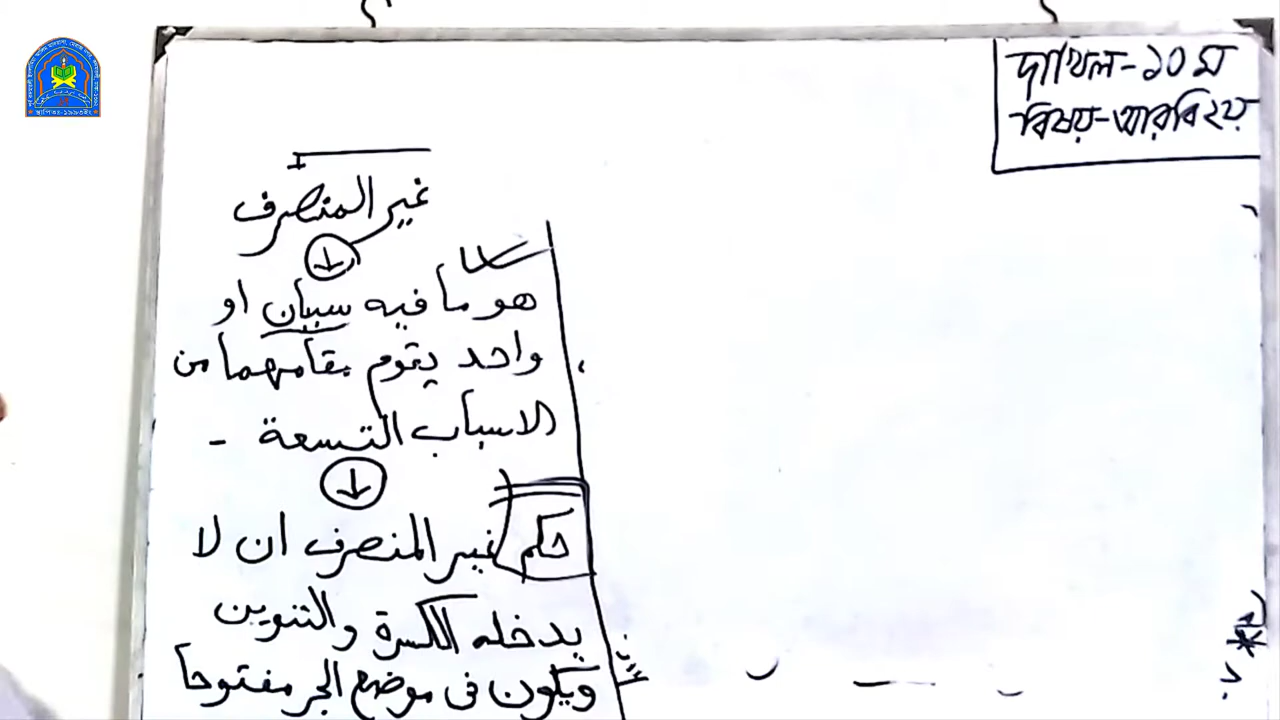 দাখিল-১০ম
বিষয়-আরবি ২য়
غير المنصرف
هو ما فيه سببان او
واحد يقوم مقامهما من
الاسباب التسعة -
حكم غير المنصرف ان لا
يدخله الكسرة والتنوين
ويكون في موضع الجر مفتوحا